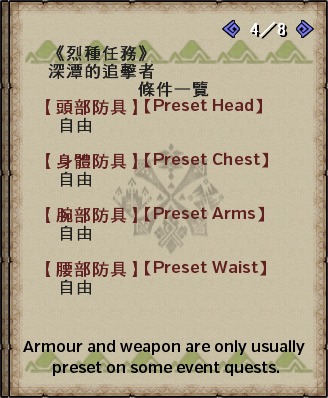 4/8
《烈種任務》
深潭的追擊者
條件一覽
【頭部防具】【Preset Head】
自由
【身體防具】【Preset Chest】
自由
【腕部防具】【Preset Arms】
自由
【腰部防具】【Preset Waist】
自由
Armour and weapon are only usually
preset on some event quests.